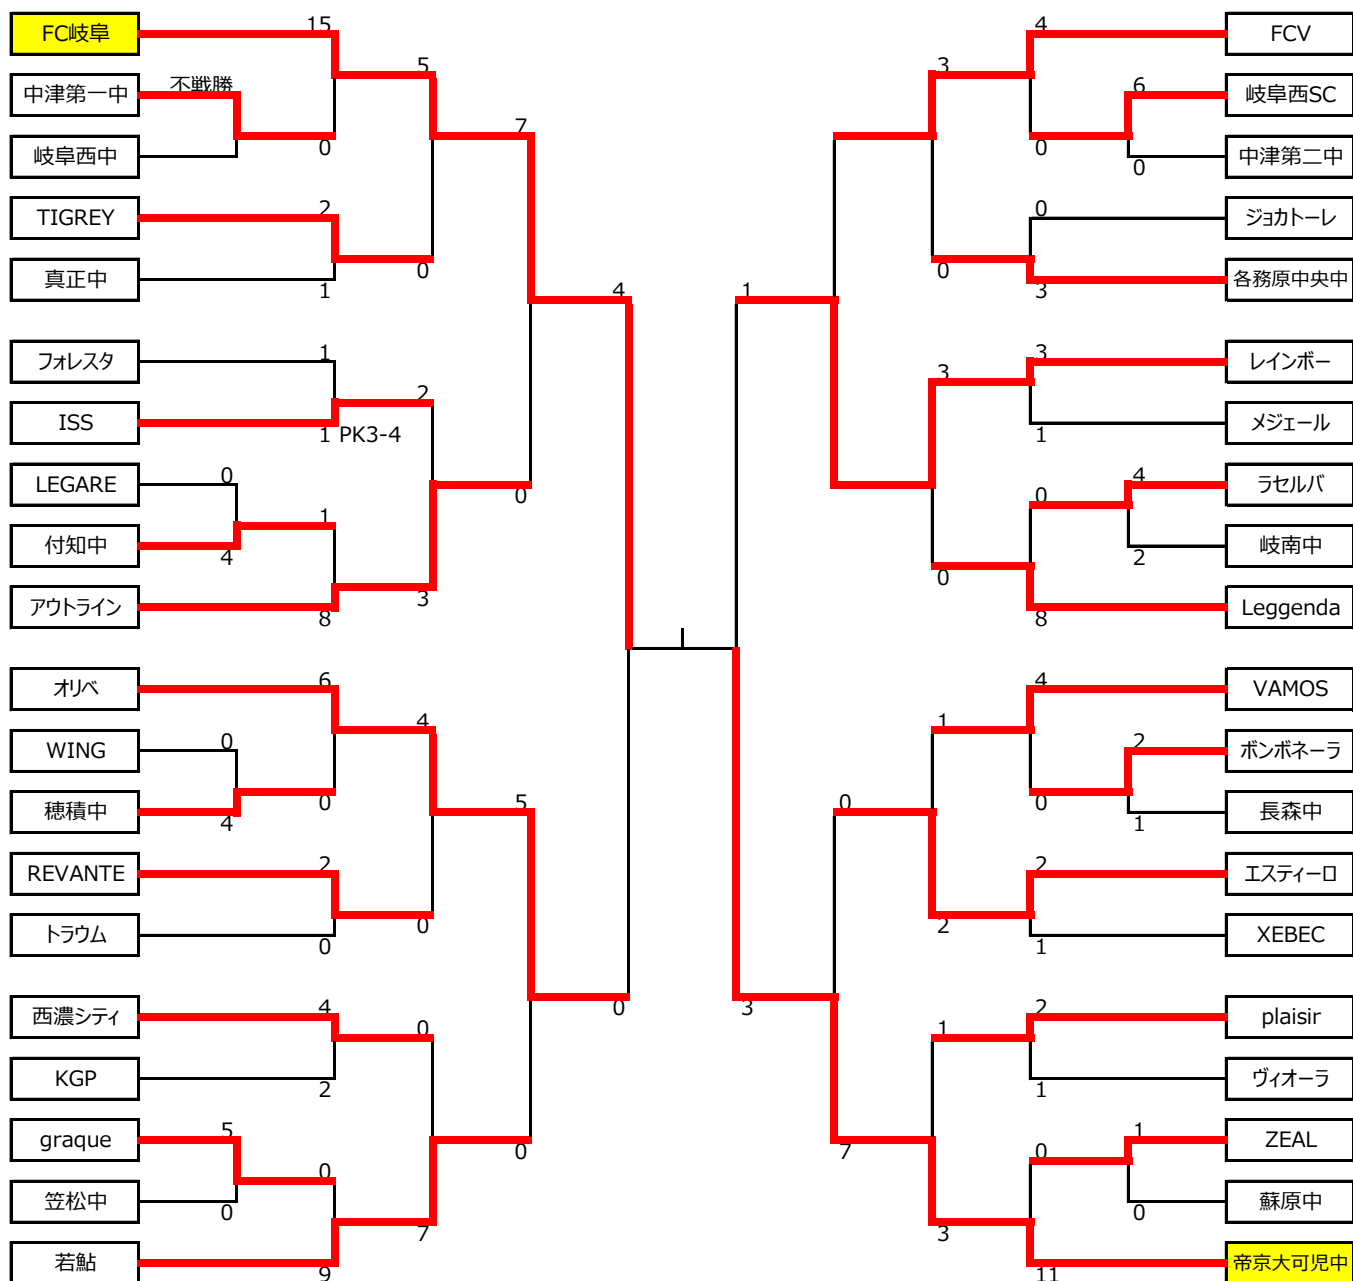 FC岐阜
15
不戦勝
中津第一中
岐阜西中
0
5
TIGREY
2
真正中
1
0
7
フォレスタ
1
ISS
1 PK3-4
2
LEGARE
0
付知中
4
1
アウトライン
8
3
0
4
オリベ
6
WING
0
穂積中
4
0
4
REVANTE
2
トラウム
0
0
5
西濃シティ
4
KGP
2
0
graque
5
笠松中
0
0
若鮎
9
7
0
0
FCV
4
岐阜西SC
6
中津第二中
0
0
3
ジョカトーレ
0
各務原中央中
3
0
レインボー
3
メジェール
1
3
ラセルバ
4
岐南中
2
0
Leggenda
8
0
1
VAMOS
4
ボンボネーラ
2
長森中
1
0
1
エスティーロ
2
XEBEC
1
2
0
plaisir
2
ヴィオーラ
1
1
ZEAL
1
蘇原中
0
0
帝京大可児中
11
3
7
3